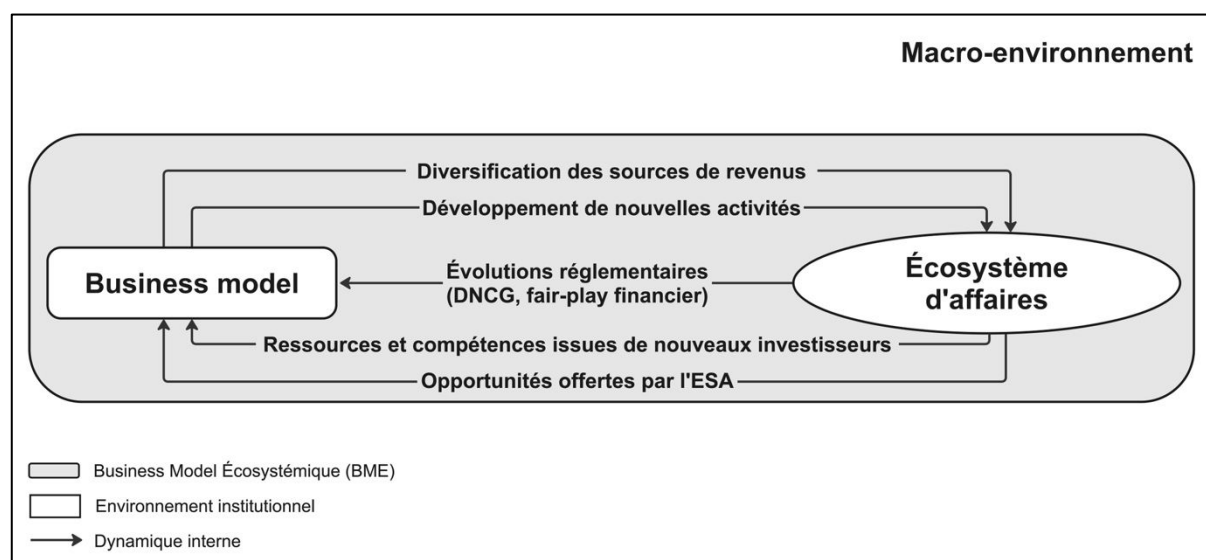 Macro-environnement
Diversification des sources de revenus
Développement de nouvelles activités
Business model
Évolutions réglementaires
(DNCG, fair-play financier)
Écosystème
d'affaires
Ressources et compétences issues de nouveaux investisseurs
Opportunités offertes par l'ESA
Business Model Écosystémique (BME)
Environnement institutionnel
Dynamique interne